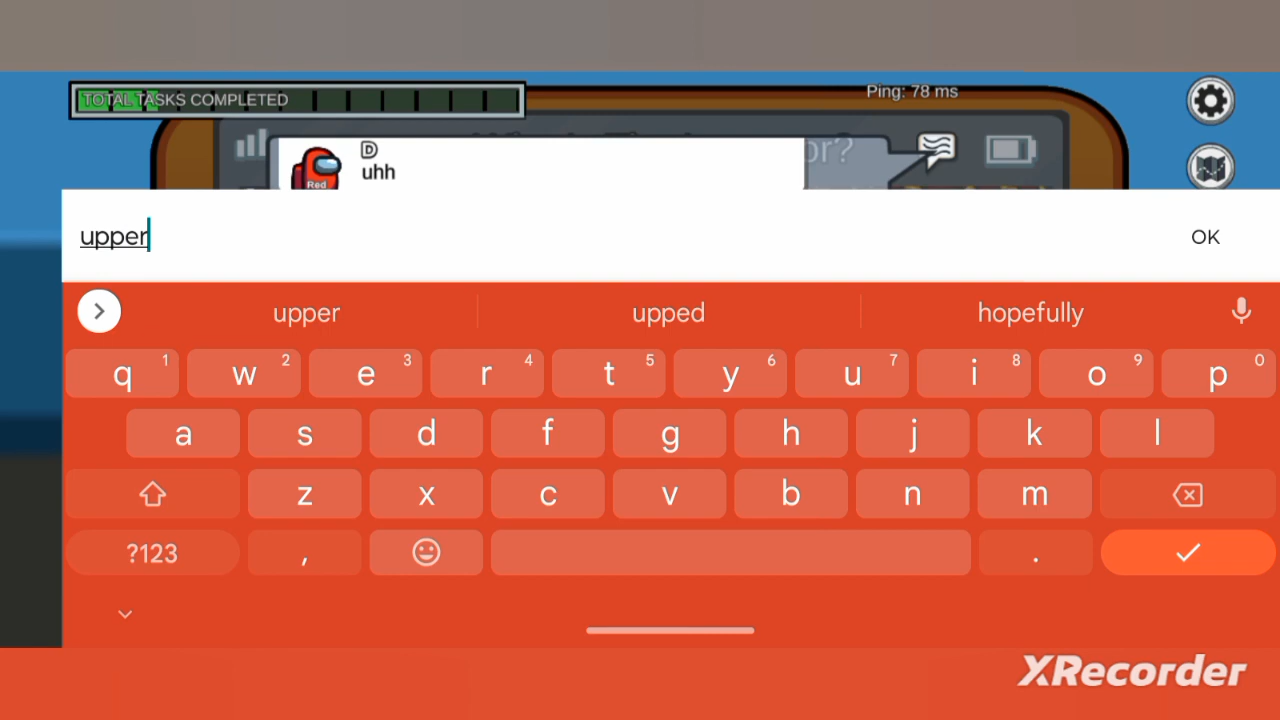 TOTAL TASKS COMPLETED
Ping: 78 ms
or?
D
uhh
Red
upper
OK
upper upped hopefully
q 1 w 2 e 3 r 4 t 5 y 6 u 7 i 8 o 9 p 0
a s d f g h j k l
z x c v b n m
?123 , .
XRecorder